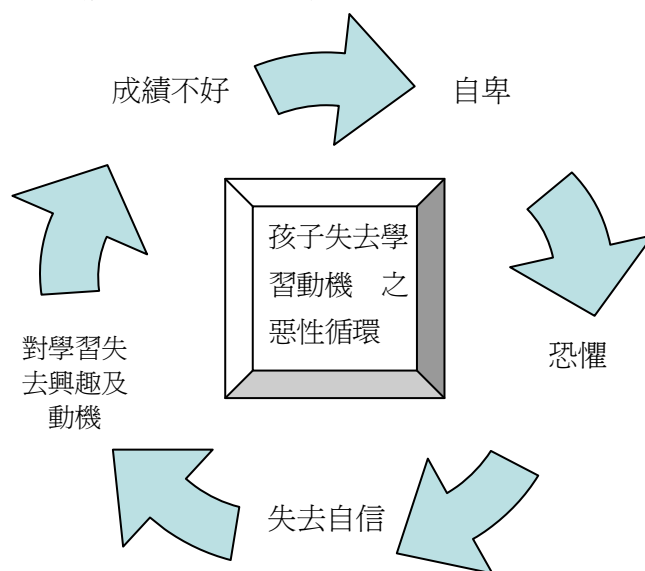 成績不好
自卑
孩子失去學
習動機　之
惡性循環
恐懼
失去自信
對學習失
去興趣及
動機